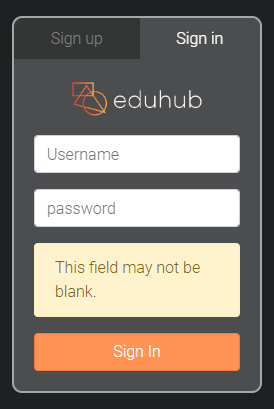 Sign up
Sign in
eduhub
Username
password
This field may not be
blank.
Sign In